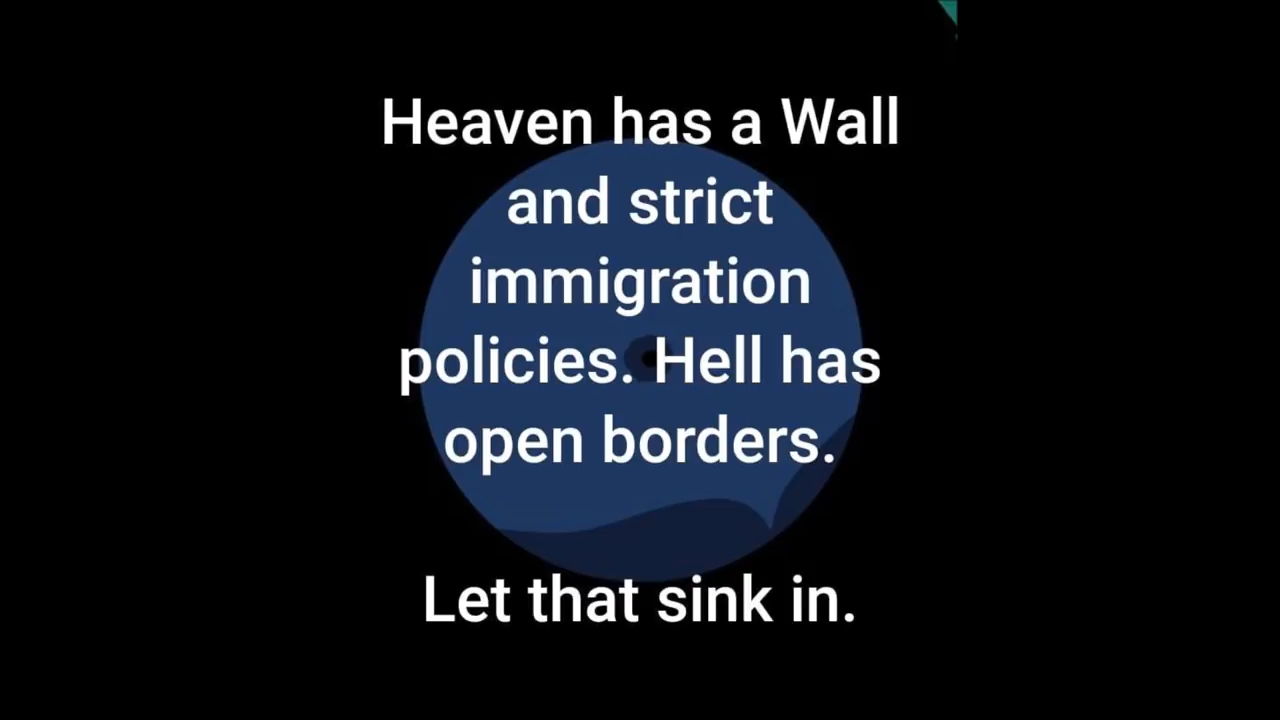 Heaven has a Wall
and strict
immigration
policies. Hell has
open borders.
Let that sink in.